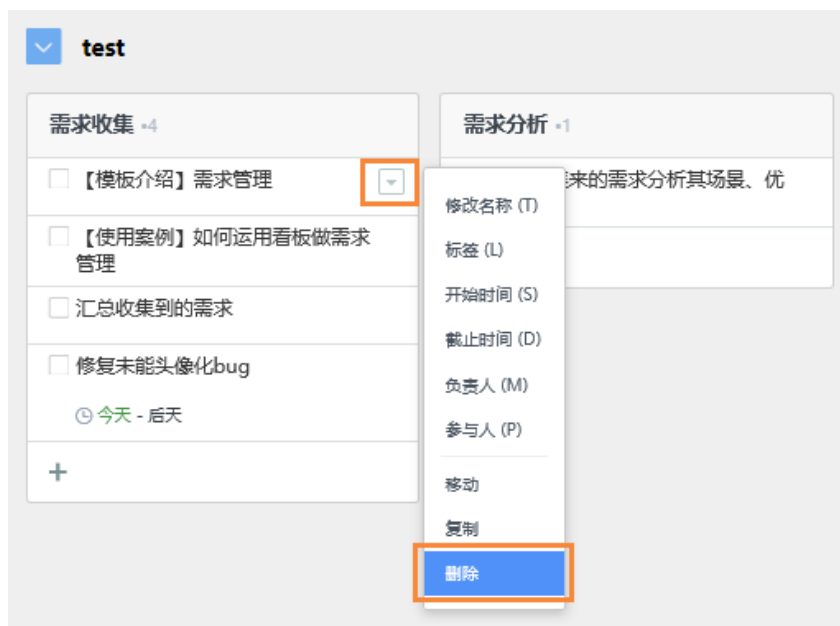 test
需求收集 •4
【模板介绍】需求管理
【使用案例】如何运用看板做需求
管理
汇总收集到的需求
修复未能头像化bug
今天 - 后天
+
需求分析 •1
来的需求分析其场景、优
修改名称 (T)
标签 (L)
开始时间 (S)
截止时间 (D)
负责人 (M)
参与人 (P)
移动
复制
删除